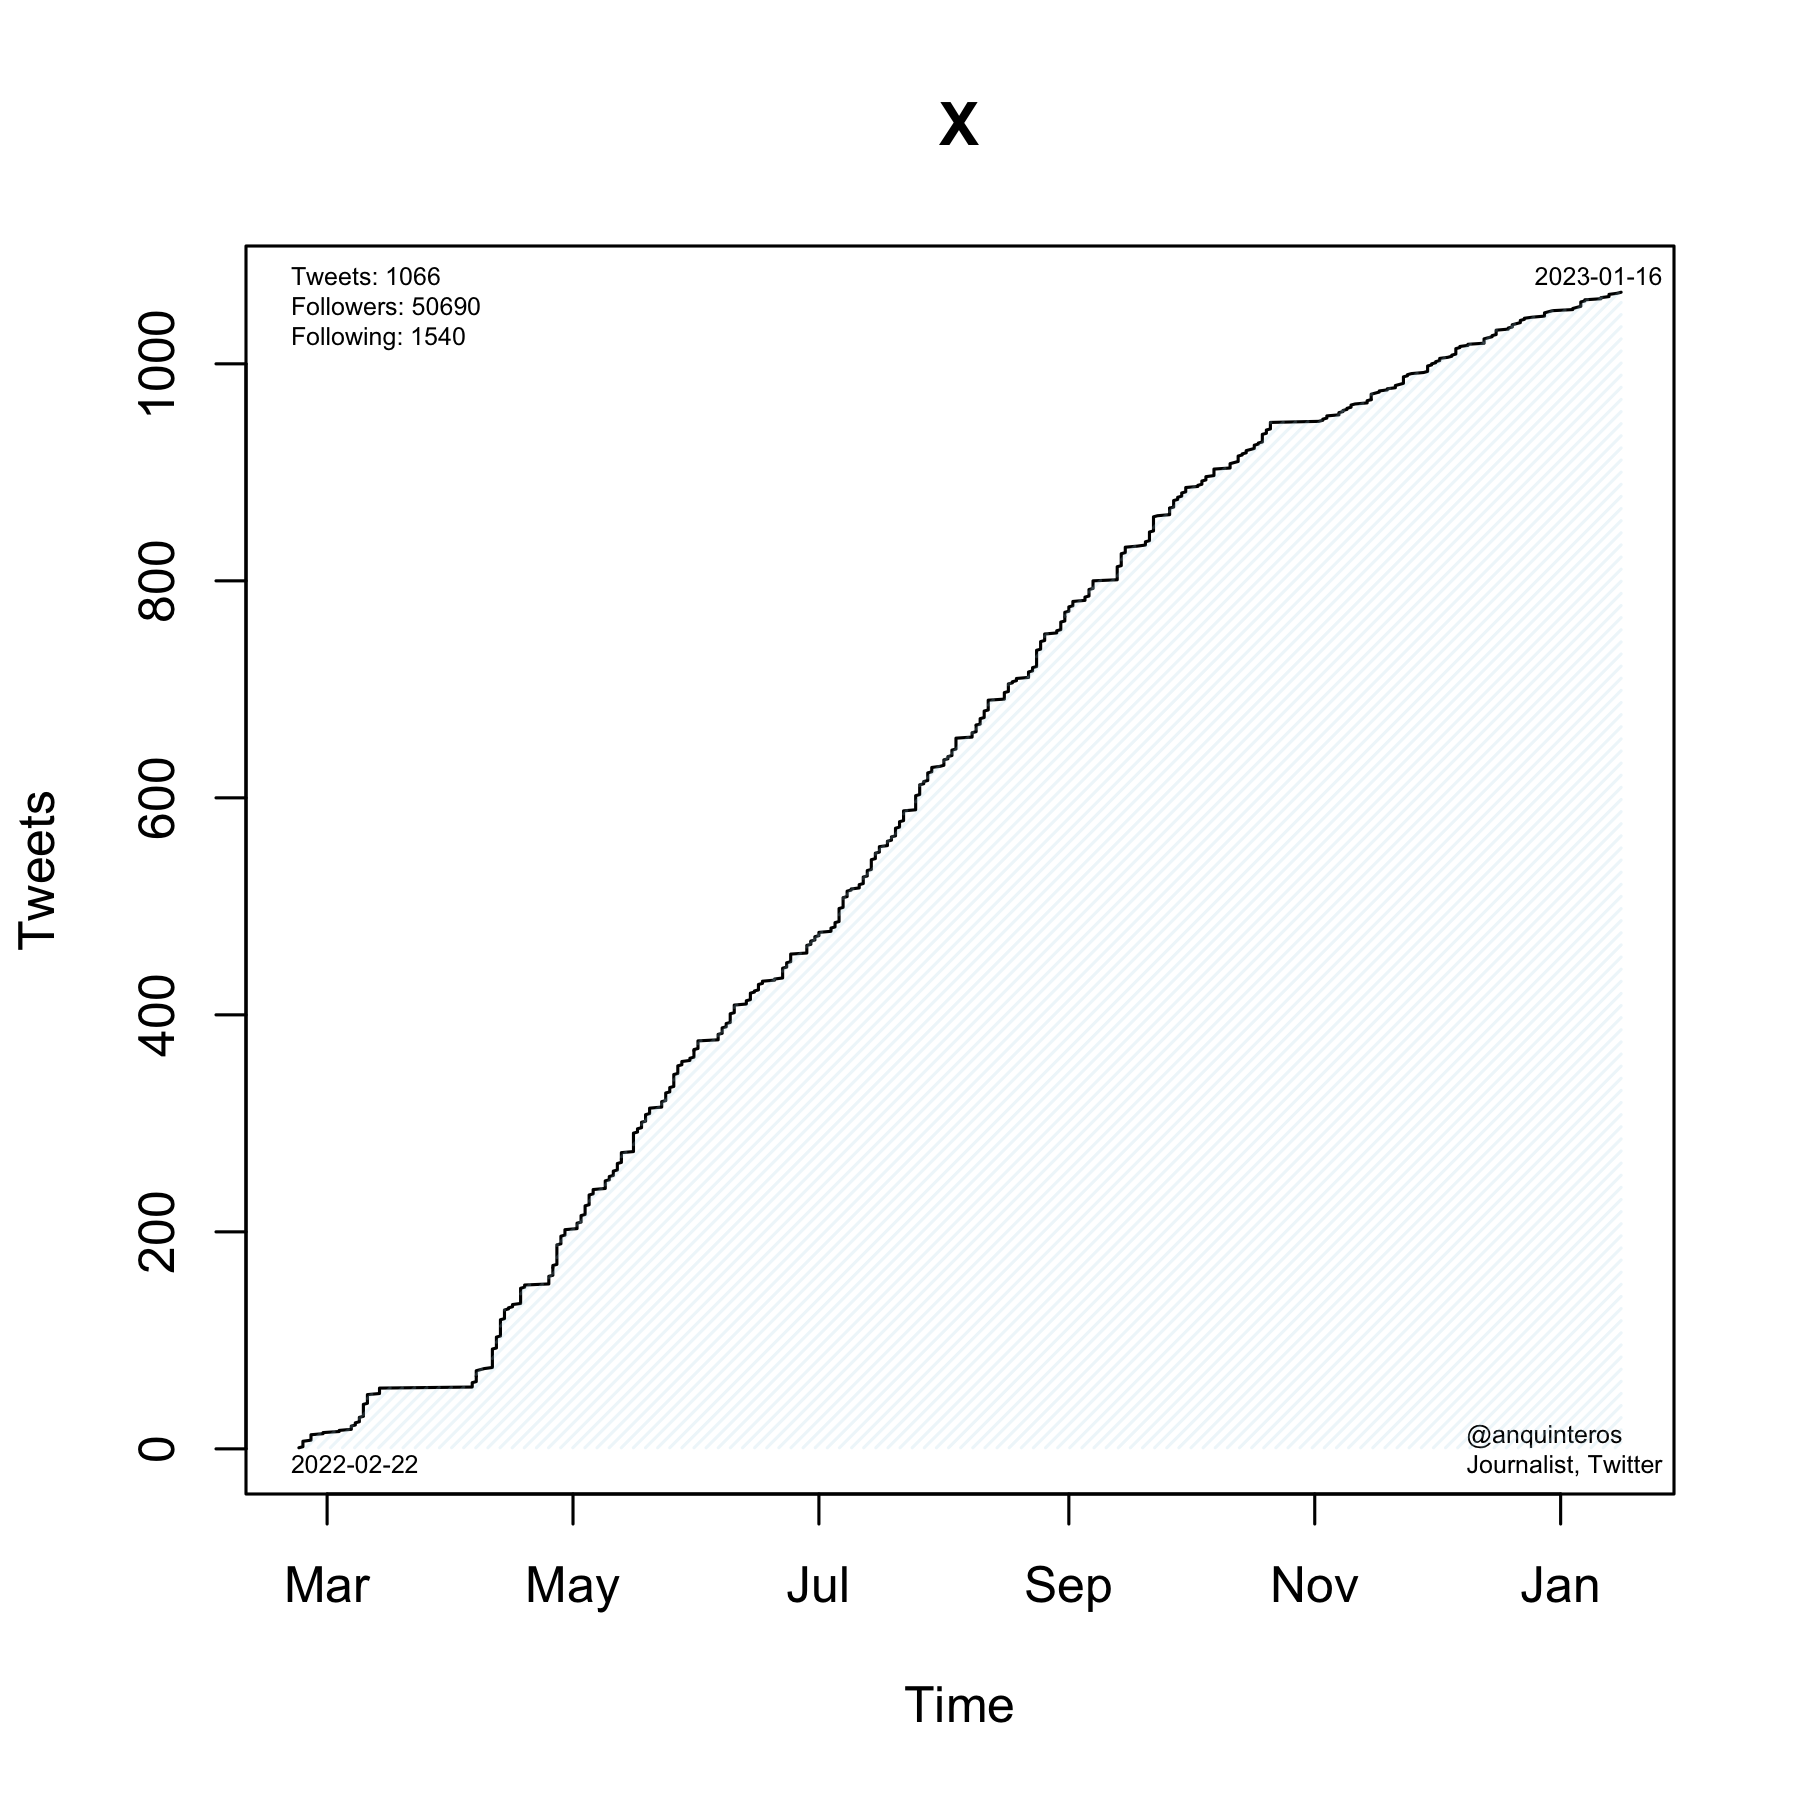 X
Tweets: 1066
Followers: 50690
Following: 1540
2023-01-16
1000
800
600
400
200
0
Tweets
2022-02-22
@anquinteros
Journalist, Twitter
Mar May Jul Sep Nov Jan
Time